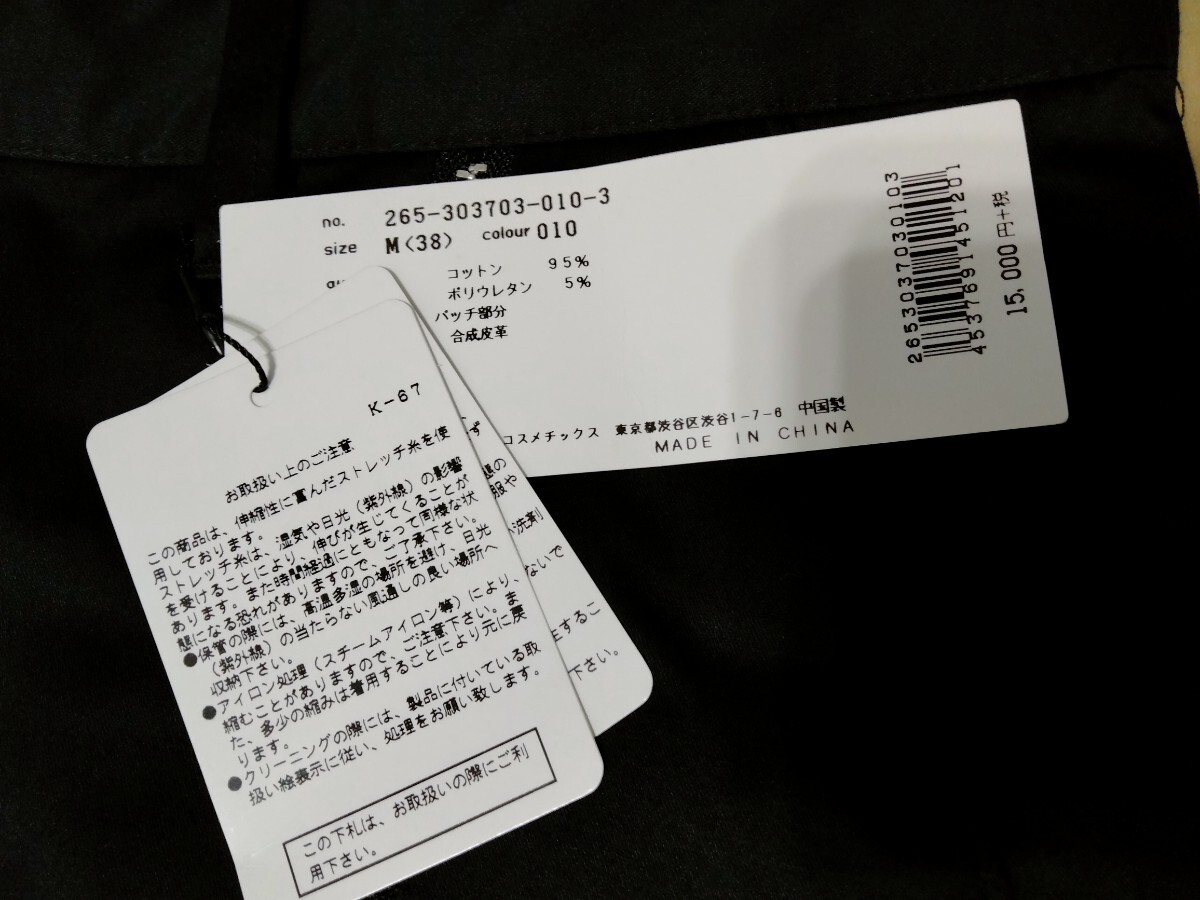 no. 265-303703-010-3
size M<38> colour 010
コットン 95%
ポリウレタン 5%
パッチ部分
合成皮革
コスメチックス 東京都渋谷区渋谷1-7-6 中国製
MADE IN CHINA
2653037030103
4537691451201
15,000円+税
K-67
お取扱い上のご注意
この商品は、伸縮性に富んだストレッチ糸を使
用しております。
ストレッチ糸は、湿気や日光(紫外線)の影響
を受けることにより、伸びが生じてくることが
あります。また時間経過にともなって同様な状
態になる恐れがありますので、ご了承下さい。
●保管の際には、高温多湿の場所を避け、日光
(紫外線)の当たらない風通しの良い場所へ
収納下さい。
●アイロン処理(スチームアイロン等)により、
縮むことがありますので、ご注意下さい。ま
た、多少の縮みは着用することにより元に戻
ります。
●クリーニングの際には、製品に付いている取
扱い絵表示に従い、処理をお願い致します。
この下札は、お取扱いの際にご利
用下さい。
ず
態の
服や
洗剤
ないで
するこ
下さい。